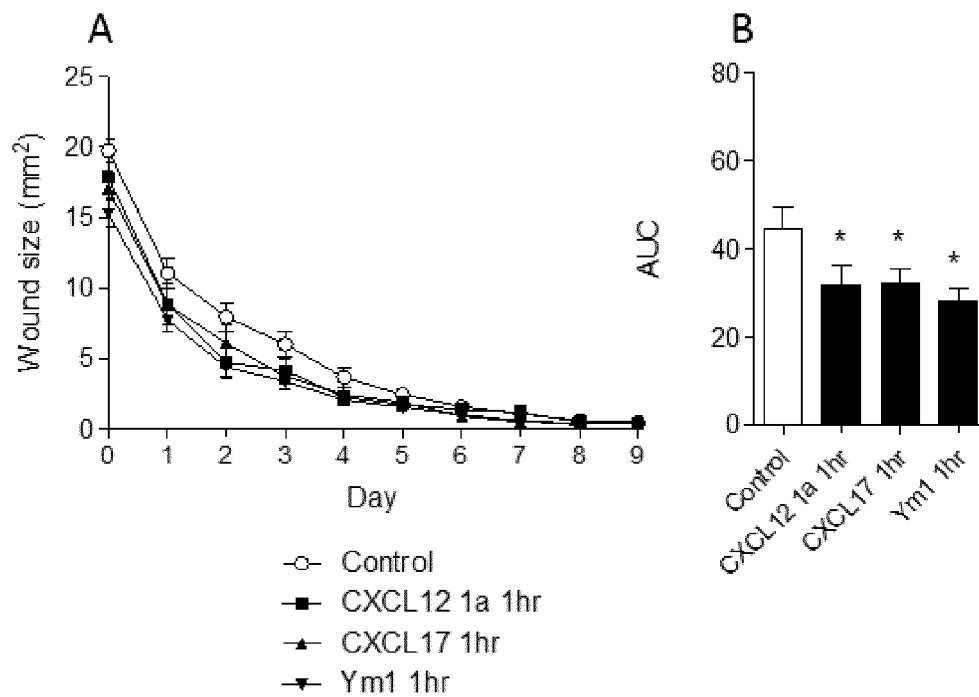 A
Wound size (mm²)
25
20
15
10
5
0
0 1 2 3 4 5 6 7 8 9
Day
Control
CXCL12 1a 1hr
CXCL17 1hr
Ym1 1hr
B
AUC
80
60
40
20
0
* * *
Control
CXCL12 1a 1hr
CXCL17 1hr
Ym1 1hr